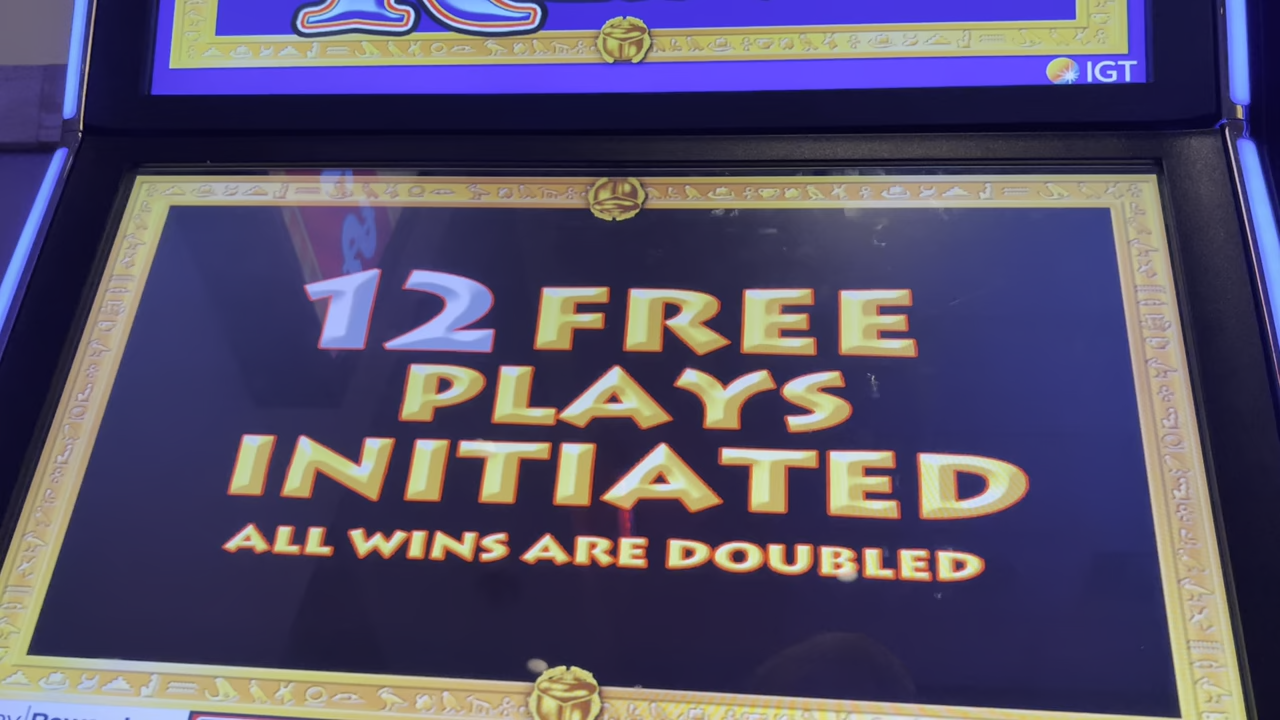 IGT
12 FREE
PLAYS
INITIATED
ALL WINS ARE DOUBLED